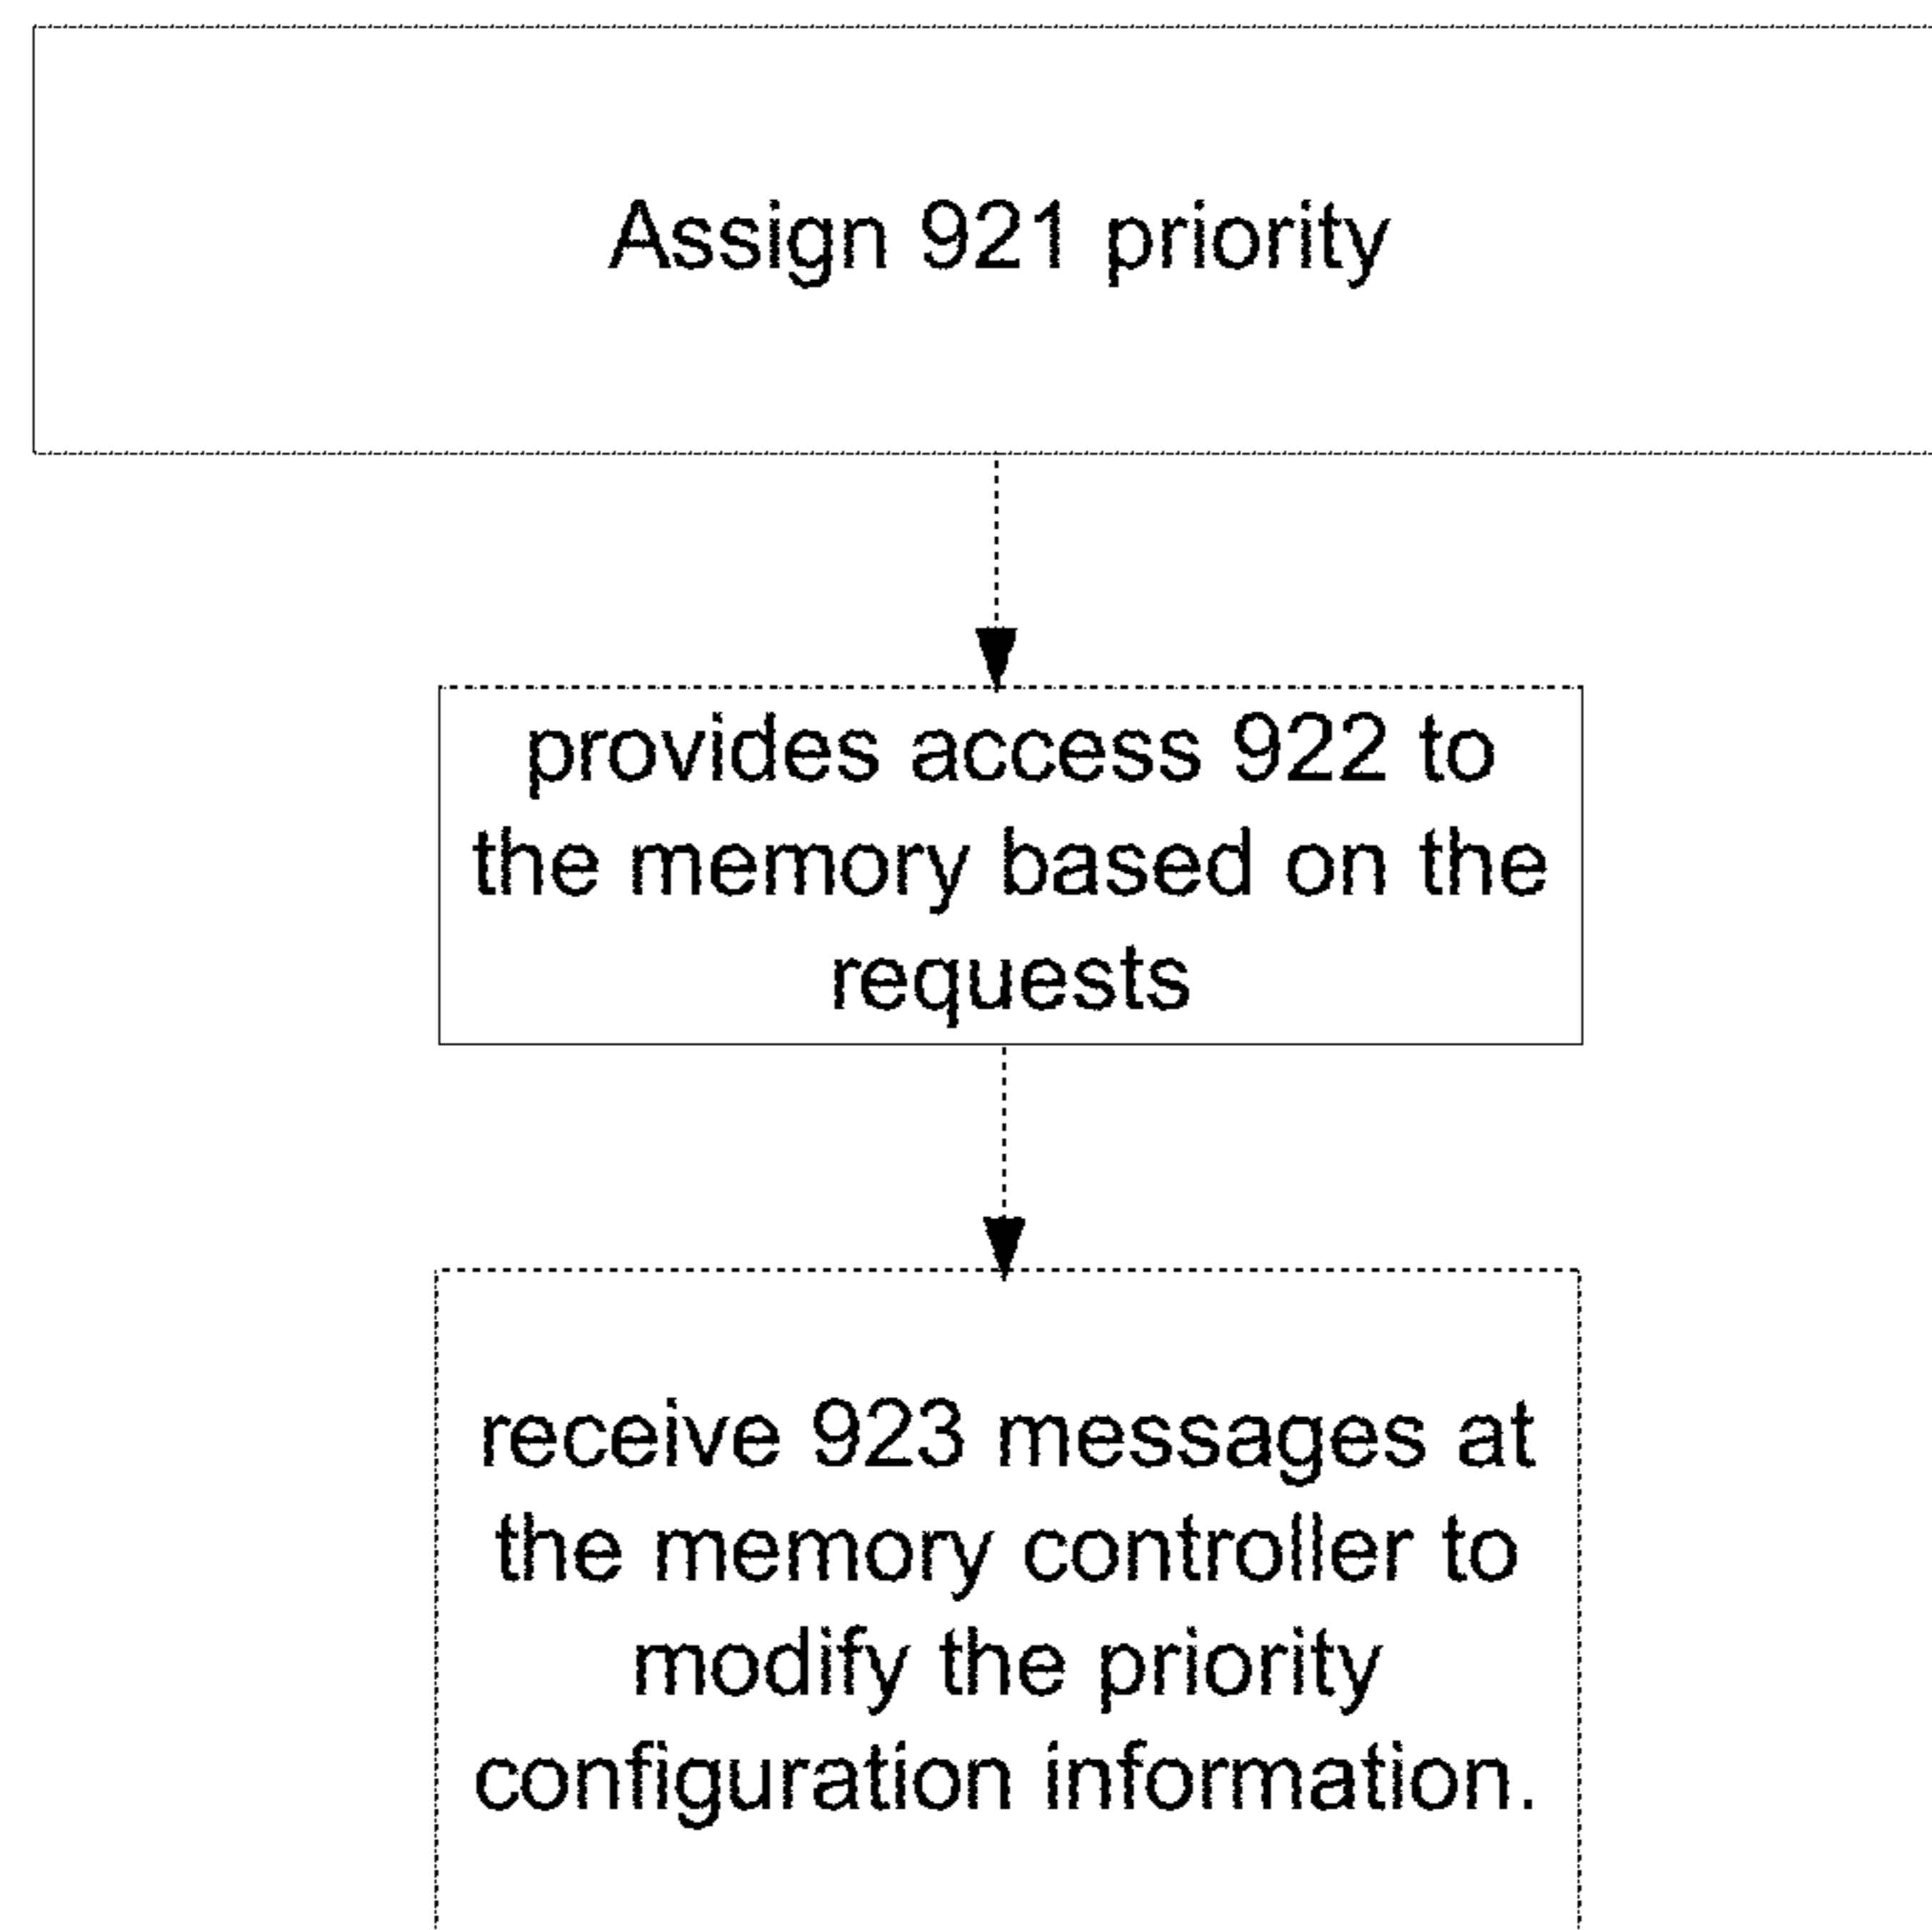 Assign 921 priority
provides access 922 to
the memory based on the
requests
receive 923 messages at
the memory controller to
modify the priority
configuration information.